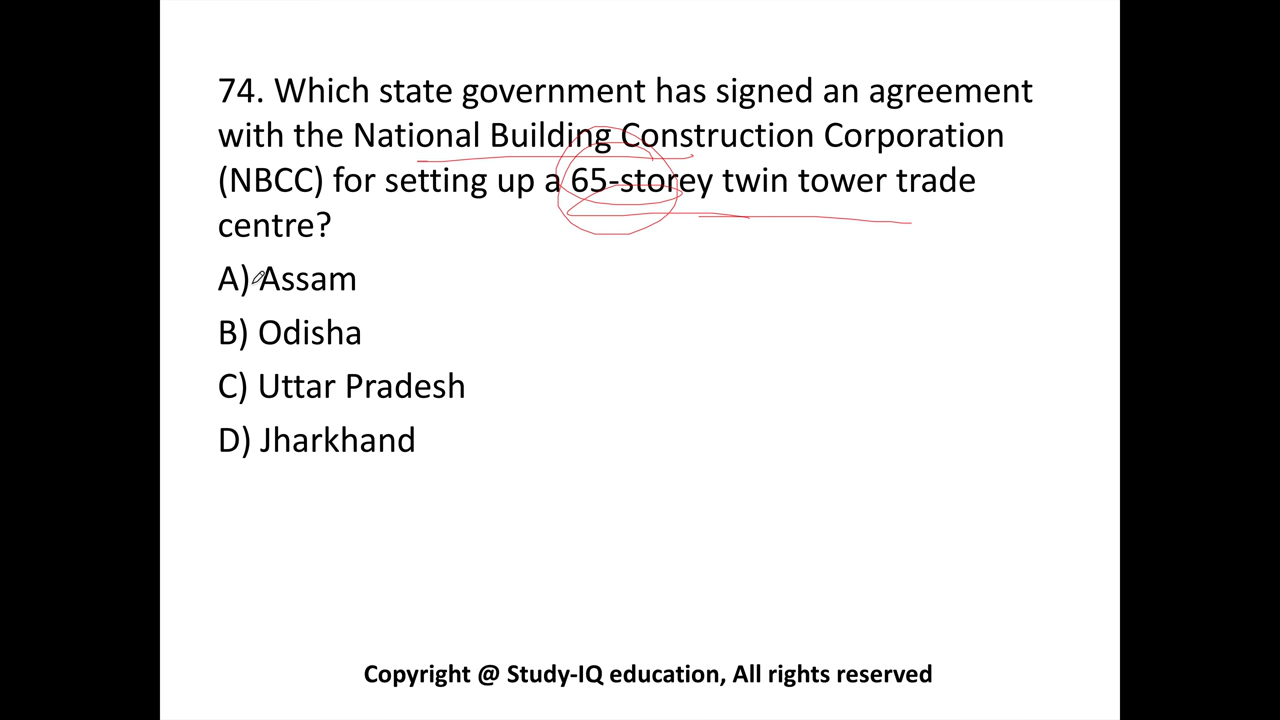 74. Which state government has signed an agreement
with the National Building Construction Corporation
(NBCC) for setting up a 65-storey twin tower trade
centre?
A) Assam
B) Odisha
C) Uttar Pradesh
D) Jharkhand
Copyright @ Study-IQ education, All rights reserved